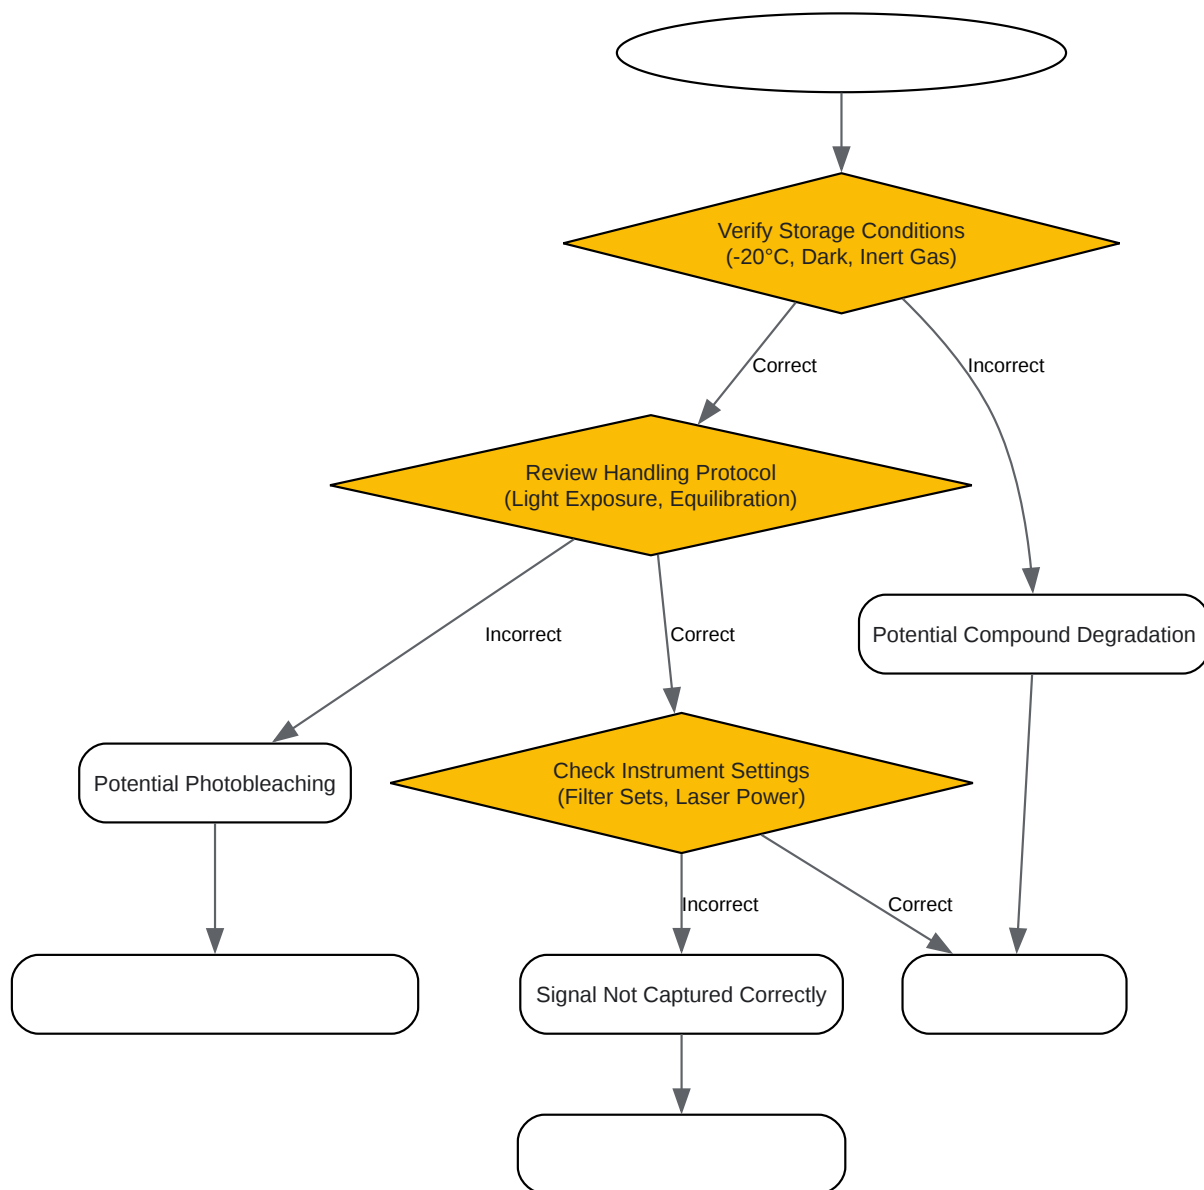 Verify Storage Conditions
(-20°C, Dark, Inert Gas)
Correct
Incorrect
Review Handling Protocol
(Light Exposure, Equilibration)
Incorrect
Correct
Potential Compound Degradation
Potential Photobleaching
Check Instrument Settings
(Filter Sets, Laser Power)
Incorrect
Correct
Signal Not Captured Correctly